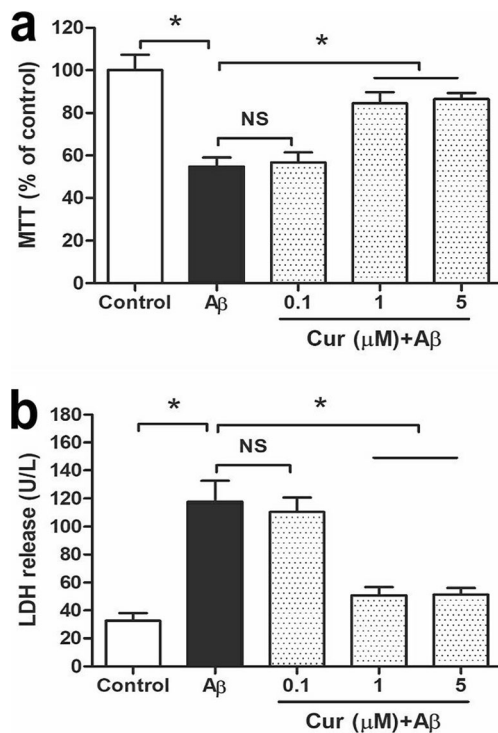 a
MTT (% of control)
120
100
80
60
40
20
0
*
*
NS
Control Aβ 0.1 1 5
Cur (μM)+Aβ
b
LDH release (U/L)
180
160
140
120
100
80
60
40
20
0
*
*
NS
Control Aβ 0.1 1 5
Cur (μM)+Aβ